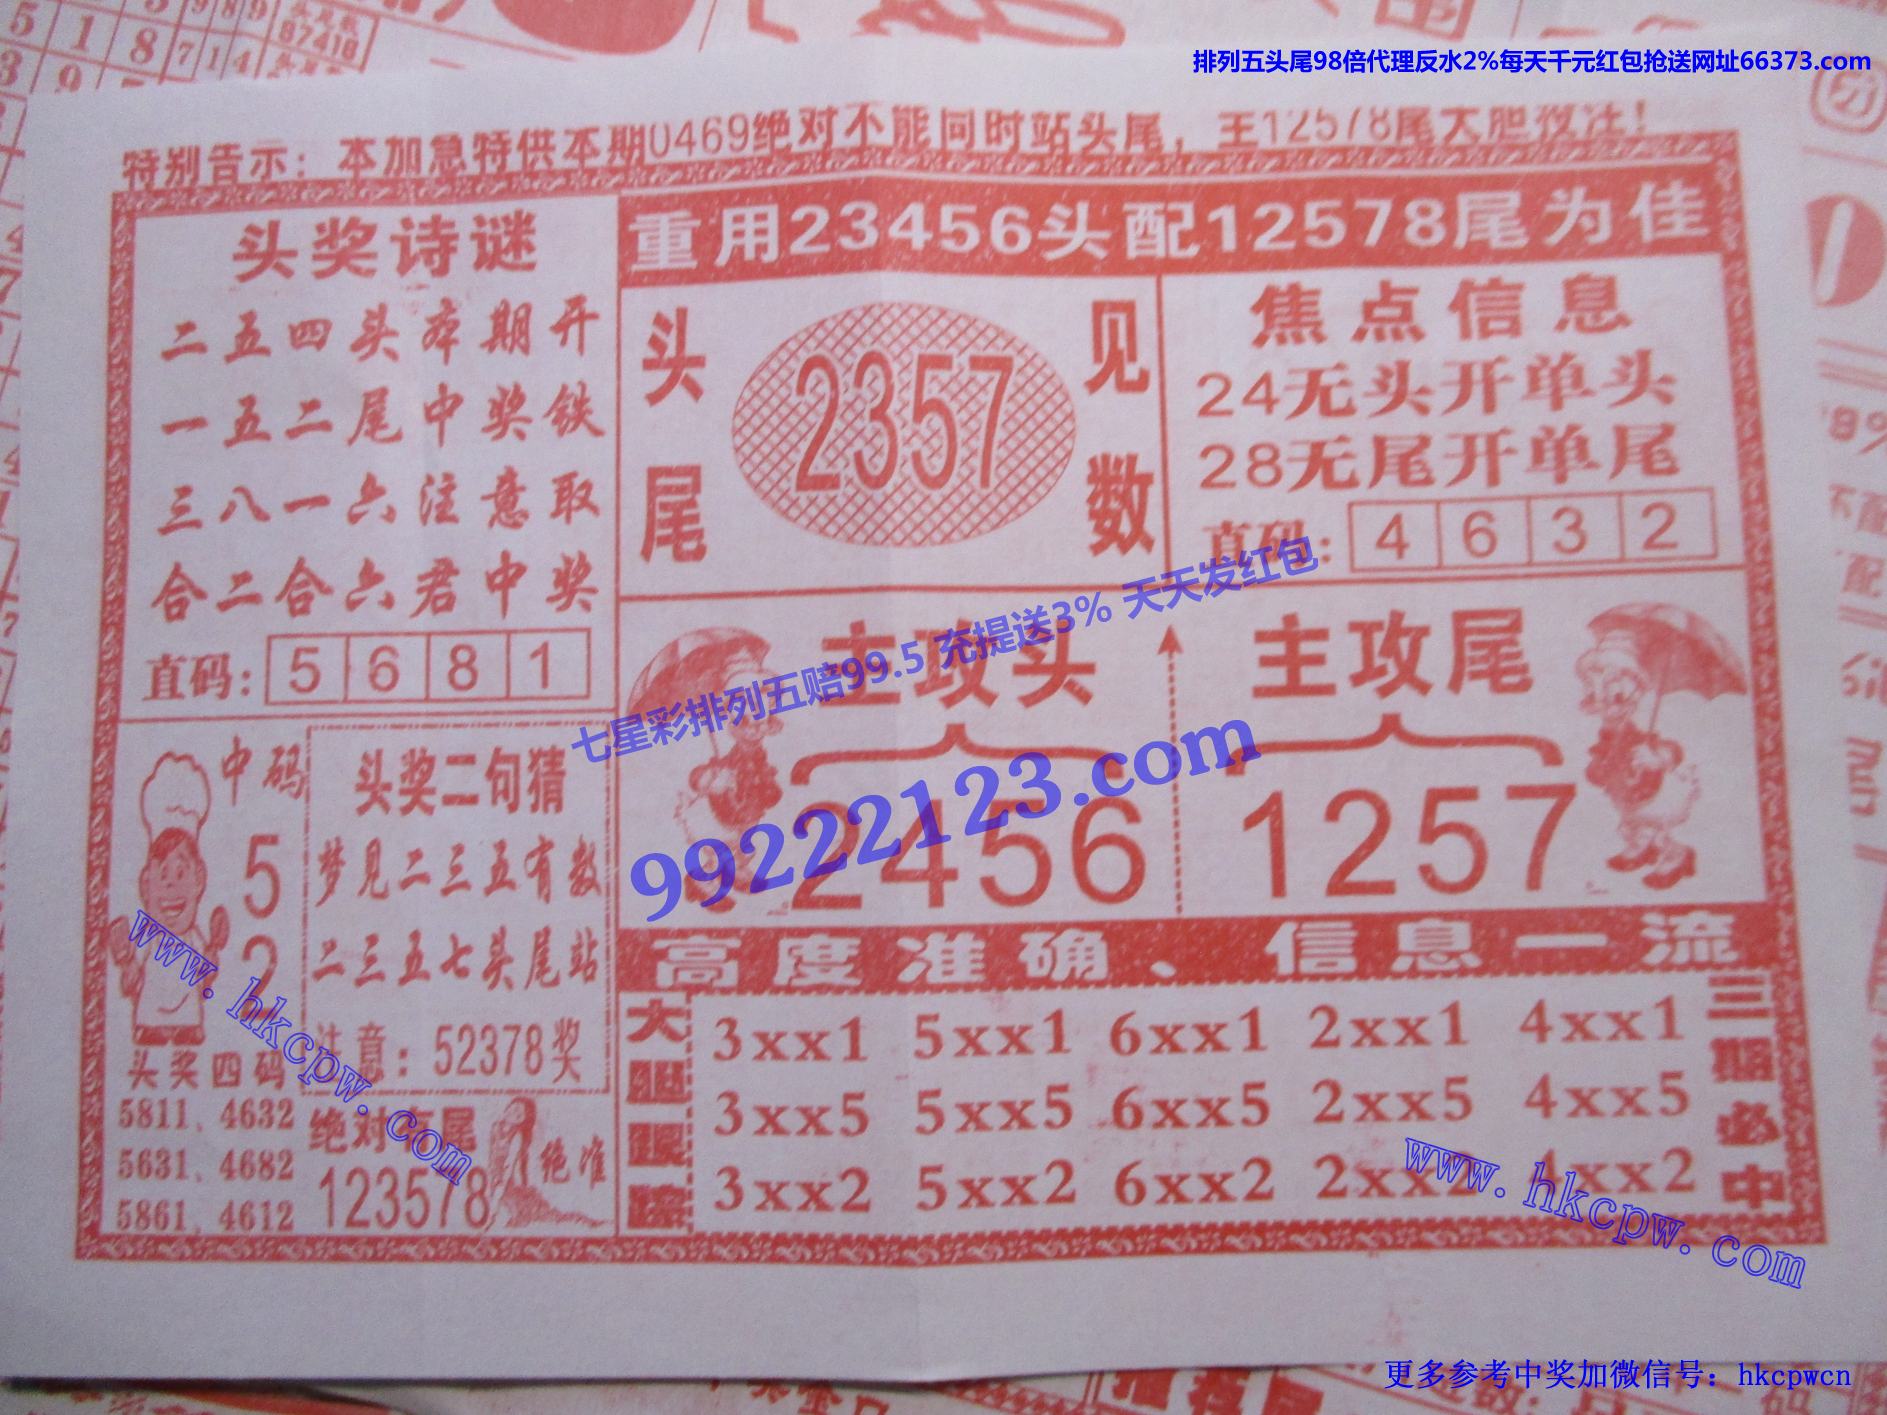 排列五头尾98倍代理反水2%每天千元红包抢送网址66373.com
特别告示：本加急特供本期0469绝对不能同时站头尾，主12578尾大胆投注！
重用23456头配12578尾为佳
头奖诗谜
二五四头本期开
一五二尾中奖铁
三八一六注意取
合二合六君中奖
直码：5 6 8 1
头尾
2357
见数
焦点信息
24无头开单头
28无尾开单尾
直码：4 6 3 2
七星彩排列五赔99.5 充提送3% 天天发红包
99222123.com
主攻头
2456
主攻尾
1257
中码
5
2
头奖四码
5811、4632
5631、4682
5861、4612
头奖二句猜
梦见二三五有数
二三五七头尾站
注意：52378奖
绝对有尾
123578
绝准
高度准确、信息一流
大胆跟踪
3xx1 5xx1 6xx1 2xx1 4xx1
3xx5 5xx5 6xx5 2xx5 4xx5
3xx2 5xx2 6xx2 2xx2 4xx2
三期必中
www.hkcpw.com
www.hkcpw.com
更多参考中奖加微信号：hkcpwcn